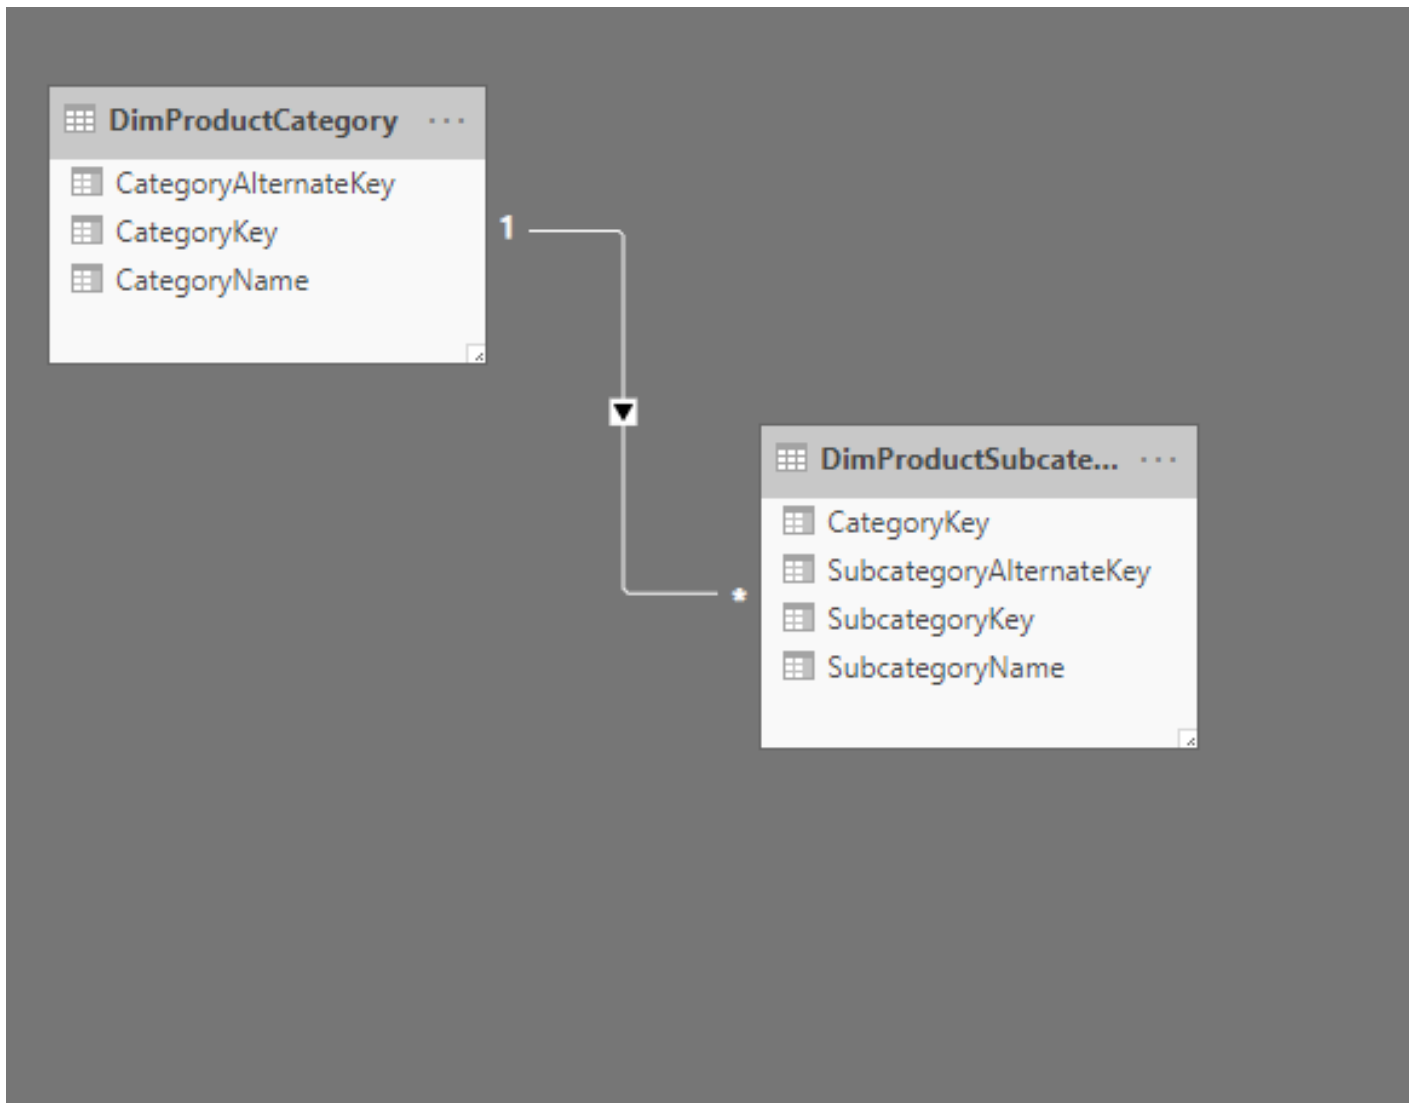 DimProductCategory ...
CategoryAlternateKey
CategoryKey
CategoryName
1
*
DimProductSubcate... ...
CategoryKey
SubcategoryAlternateKey
SubcategoryKey
SubcategoryName